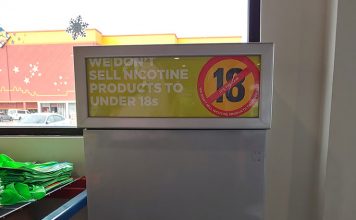 WE DON'T
SELL NICOTINE
PRODUCTS TO
UNDER 18s
18